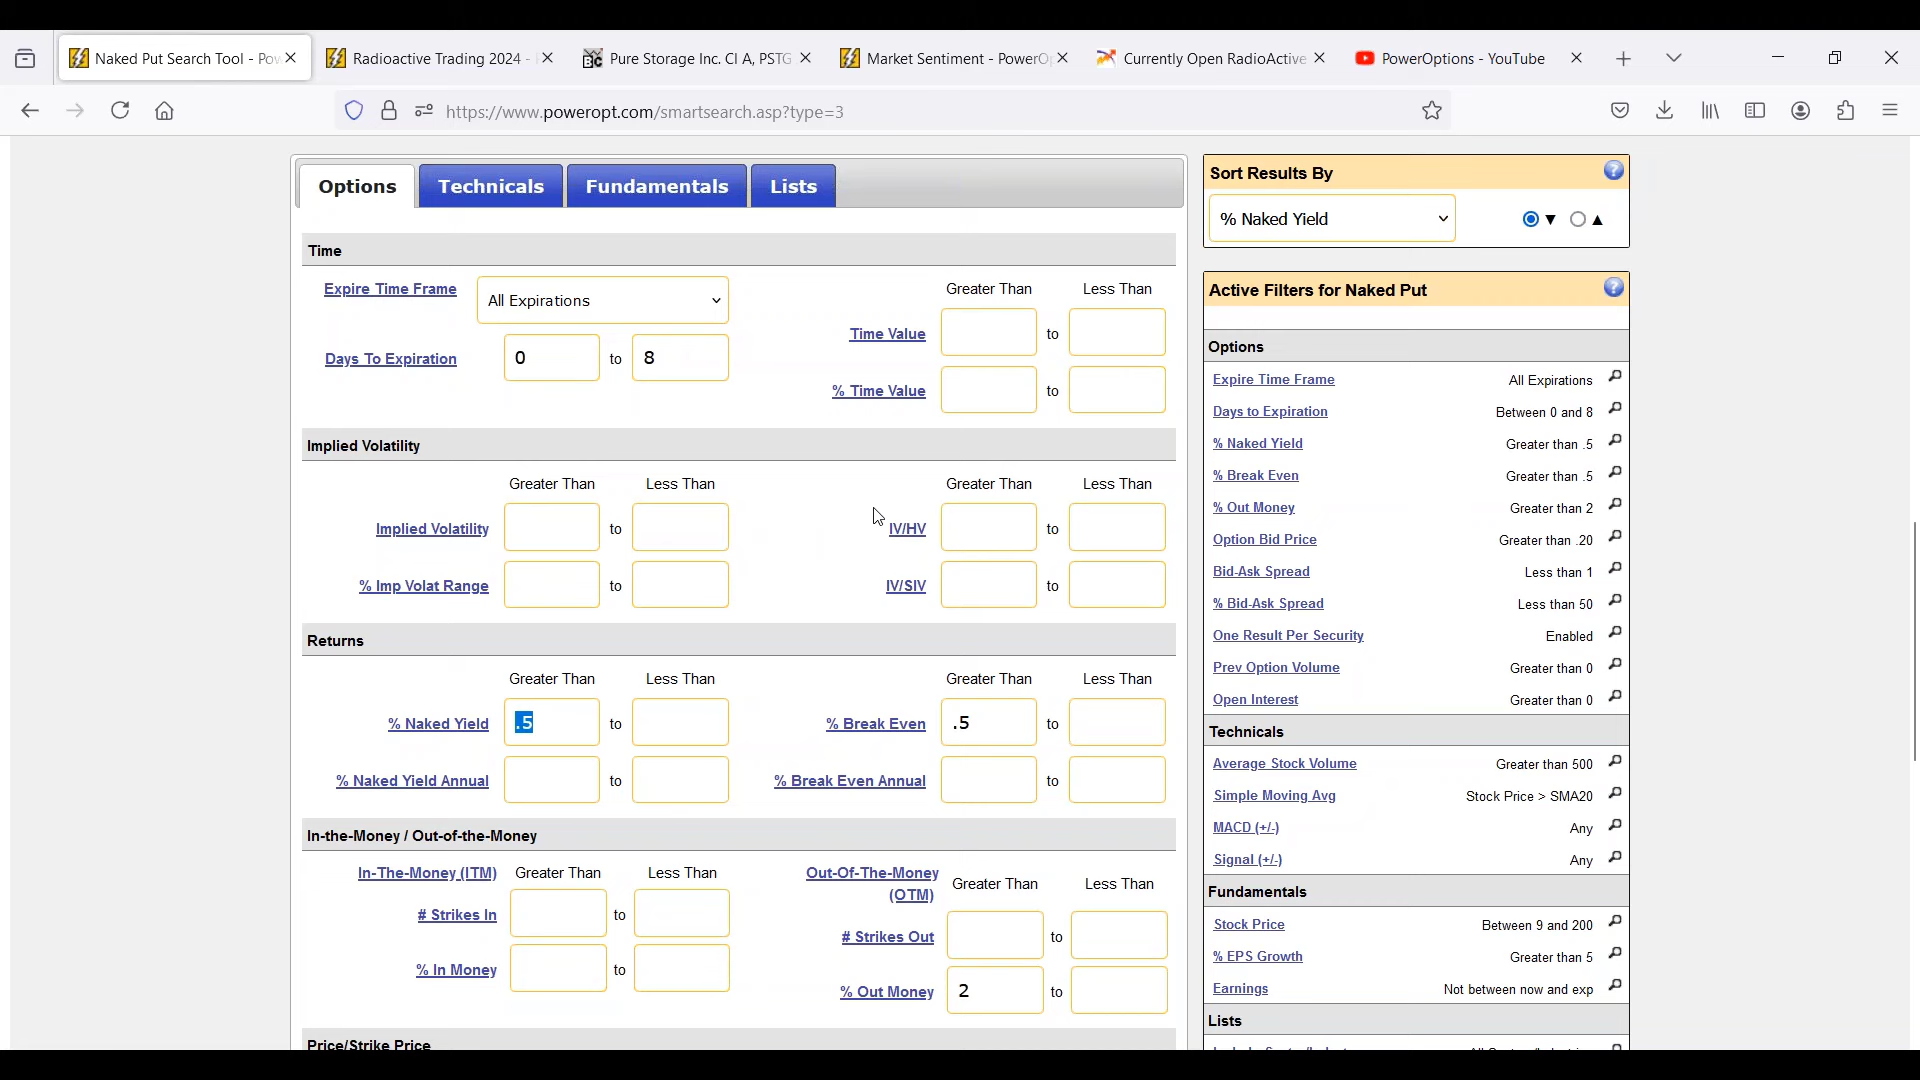 Naked Put Search Tool - Pow
Radioactive Trading 2024 -
Pure Storage Inc. Cl A, PSTG
Market Sentiment - PowerO
Currently Open RadioActive
PowerOptions - YouTube
https://www.poweropt.com/smartsearch.asp?type=3
Options
Technicals
Fundamentals
Lists
Time
Expire Time Frame
All Expirations
Days To Expiration
0 to 8
Greater Than Less Than
Time Value to
% Time Value to
Implied Volatility
Greater Than Less Than
Greater Than Less Than
Implied Volatility to
IV/HV to
% Imp Volat Range to
IV/SIV to
Returns
Greater Than Less Than
Greater Than Less Than
% Naked Yield .5 to
% Break Even .5 to
% Naked Yield Annual to
% Break Even Annual to
In-the-Money / Out-of-the-Money
In-The-Money (ITM) Greater Than Less Than
# Strikes In to
% In Money to
Out-Of-The-Money
(OTM)
Greater Than Less Than
# Strikes Out to
% Out Money 2 to
Price/Strike Price
Sort Results By ?
% Naked Yield ▼ ▲
Active Filters for Naked Put ?
Options
Expire Time Frame All Expirations
Days to Expiration Between 0 and 8
% Naked Yield Greater than .5
% Break Even Greater than .5
% Out Money Greater than 2
Option Bid Price Greater than .20
Bid-Ask Spread Less than 1
% Bid-Ask Spread Less than 50
One Result Per Security Enabled
Prev Option Volume Greater than 0
Open Interest Greater than 0
Technicals
Average Stock Volume Greater than 500
Simple Moving Avg Stock Price > SMA20
MACD (+/-) Any
Signal (+/-) Any
Fundamentals
Stock Price Between 9 and 200
% EPS Growth Greater than 5
Earnings Not between now and exp
Lists